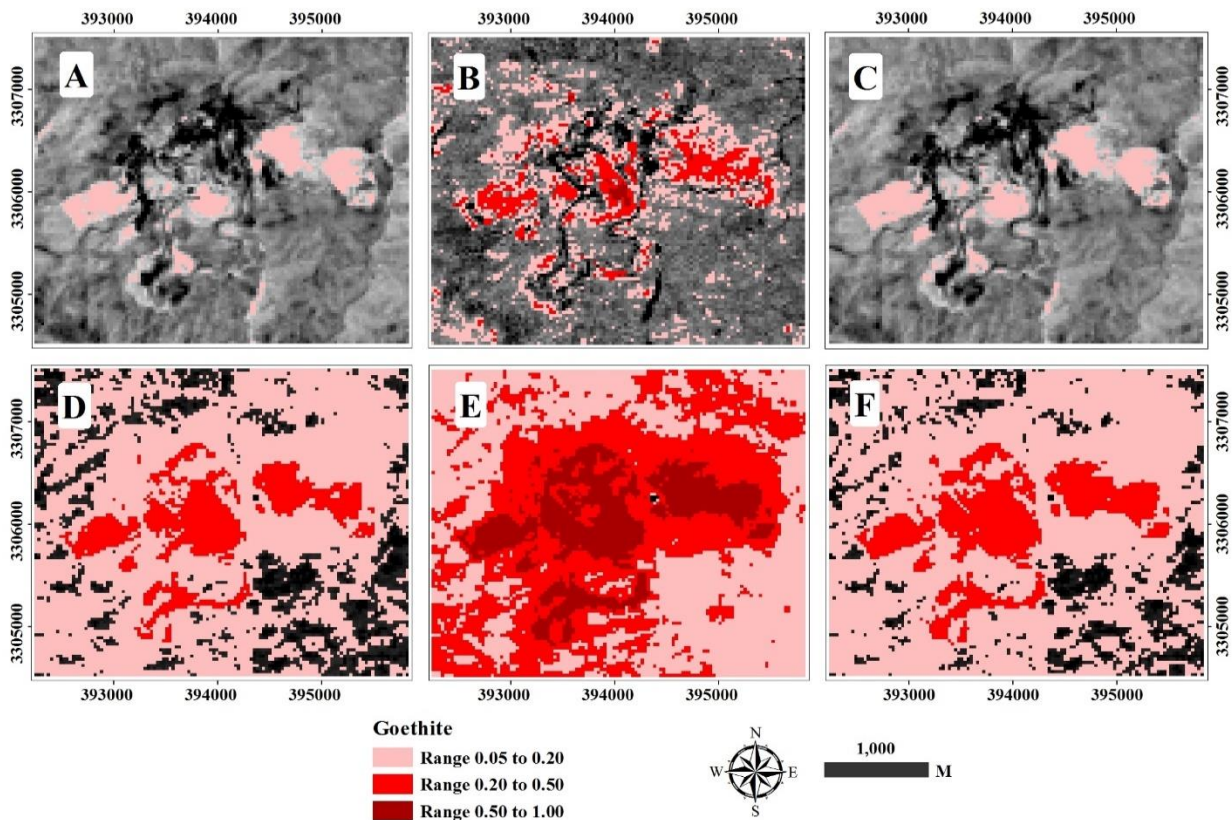 393000 394000 395000 393000 394000 395000 393000 394000 395000
A B C
3307000 3307000
3306000 3306000
3305000 3305000
D E F
3307000 3307000
3306000 3306000
3305000 3305000
393000 394000 395000 393000 394000 395000 393000 394000 395000
Goethite
Range 0.05 to 0.20
Range 0.20 to 0.50
Range 0.50 to 1.00
N
W E
S
1,000
M